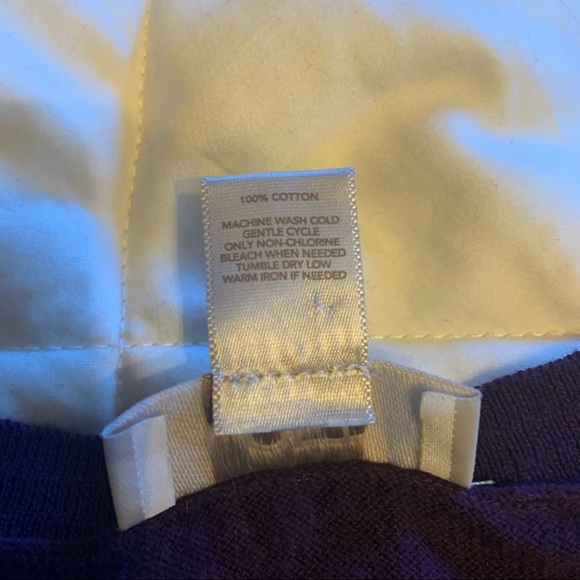 100% COTTON
MACHINE WASH COLD
GENTLE CYCLE
ONLY NON-CHLORINE
BLEACH WHEN NEEDED
TUMBLE DRY LOW
WARM IRON IF NEEDED